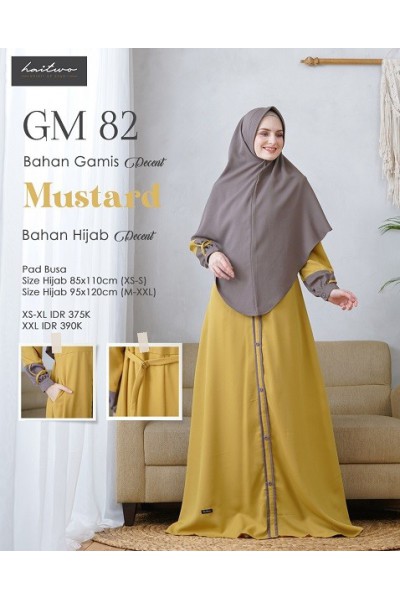 haitwo
GM 82
Bahan Gamis Decent
Mustard
Bahan Hijab Decent
Pad Busa
Size Hijab 85x110cm (XS-S)
Size Hijab 95x120cm (M-XXL)
XS-XL IDR 375K
XXL IDR 390K